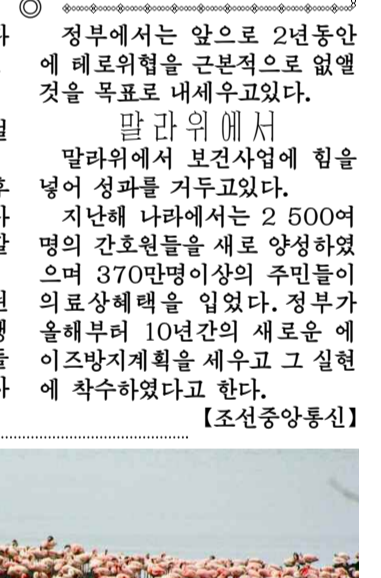 정부에서는 앞으로 2년동안
에 테로위협을 근본적으로 없앨
것을 목표로 내세우고있다.
말라위에서
말라위에서 보건사업에 힘을
넣어 성과를 거두고있다.
지난해 나라에서는 2 500여
명의 간호원들을 새로 양성하였
으며 370만명이상의 주민들이
의료상혜택을 입었다. 정부가
올해부터 10년간의 새로운 에
이즈방지계획을 세우고 그 실현
에 착수하였다고 한다.
【조선중앙통신】